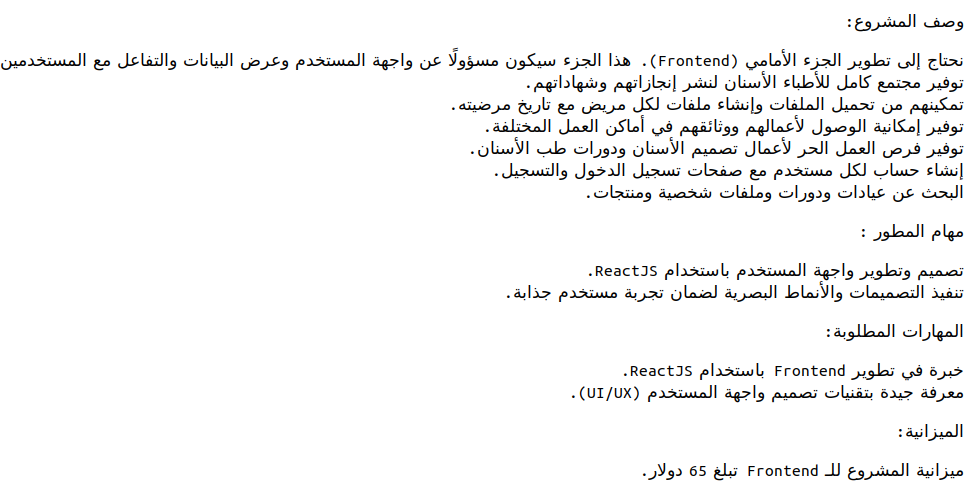 وصف المشروع:
نحتاج إلى تطوير الجزء الأمامي (Frontend). هذا الجزء سيكون مسؤولًا عن واجهة المستخدم وعرض البيانات والتفاعل مع المستخدمين
توفير مجتمع كامل للأطباء الأسنان لنشر إنجازاتهم وشهاداتهم.
تمكينهم من تحميل الملفات وإنشاء ملفات لكل مريض مع تاريخ مرضيته.
توفير إمكانية الوصول لأعمالهم ووثائقهم في أماكن العمل المختلفة.
توفير فرص العمل الحر لأعمال تصميم الأسنان ودورات طب الأسنان.
إنشاء حساب لكل مستخدم مع صفحات تسجيل الدخول والتسجيل.
البحث عن عيادات ودورات وملفات شخصية ومنتجات.
مهام المطور :
تصميم وتطوير واجهة المستخدم باستخدام ReactJS.
تنفيذ التصميمات والأنماط البصرية لضمان تجربة مستخدم جذابة.
المهارات المطلوبة:
خبرة في تطوير Frontend باستخدام ReactJS.
معرفة جيدة بتقنيات تصميم واجهة المستخدم (UI/UX).
الميزانية:
ميزانية المشروع للـ Frontend تبلغ 65 دولار.